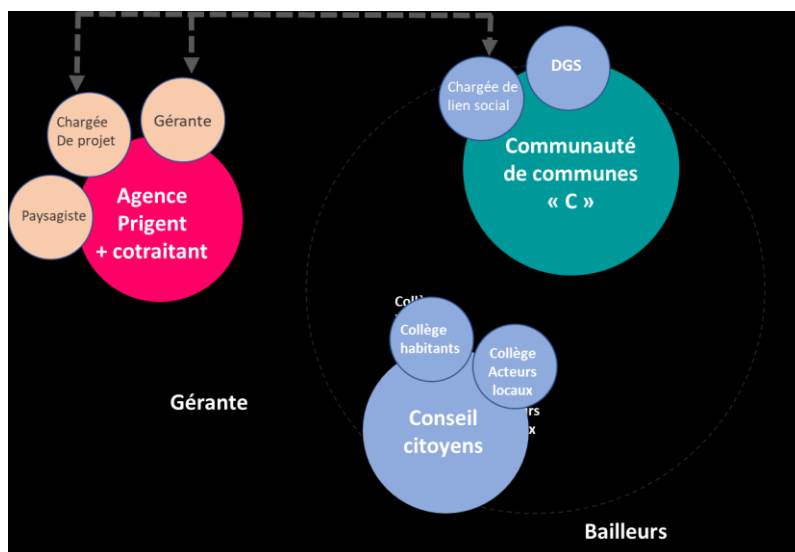 DGS
Chargée de
lien social
Chargée
De projet
Gérante
Communauté
de communes
« C »
Agence
Prigent
+ cotraitant
Paysagiste
Collège
habitants
Collège
Acteurs
locaux
Gérante
Conseil
citoyens
Bailleurs